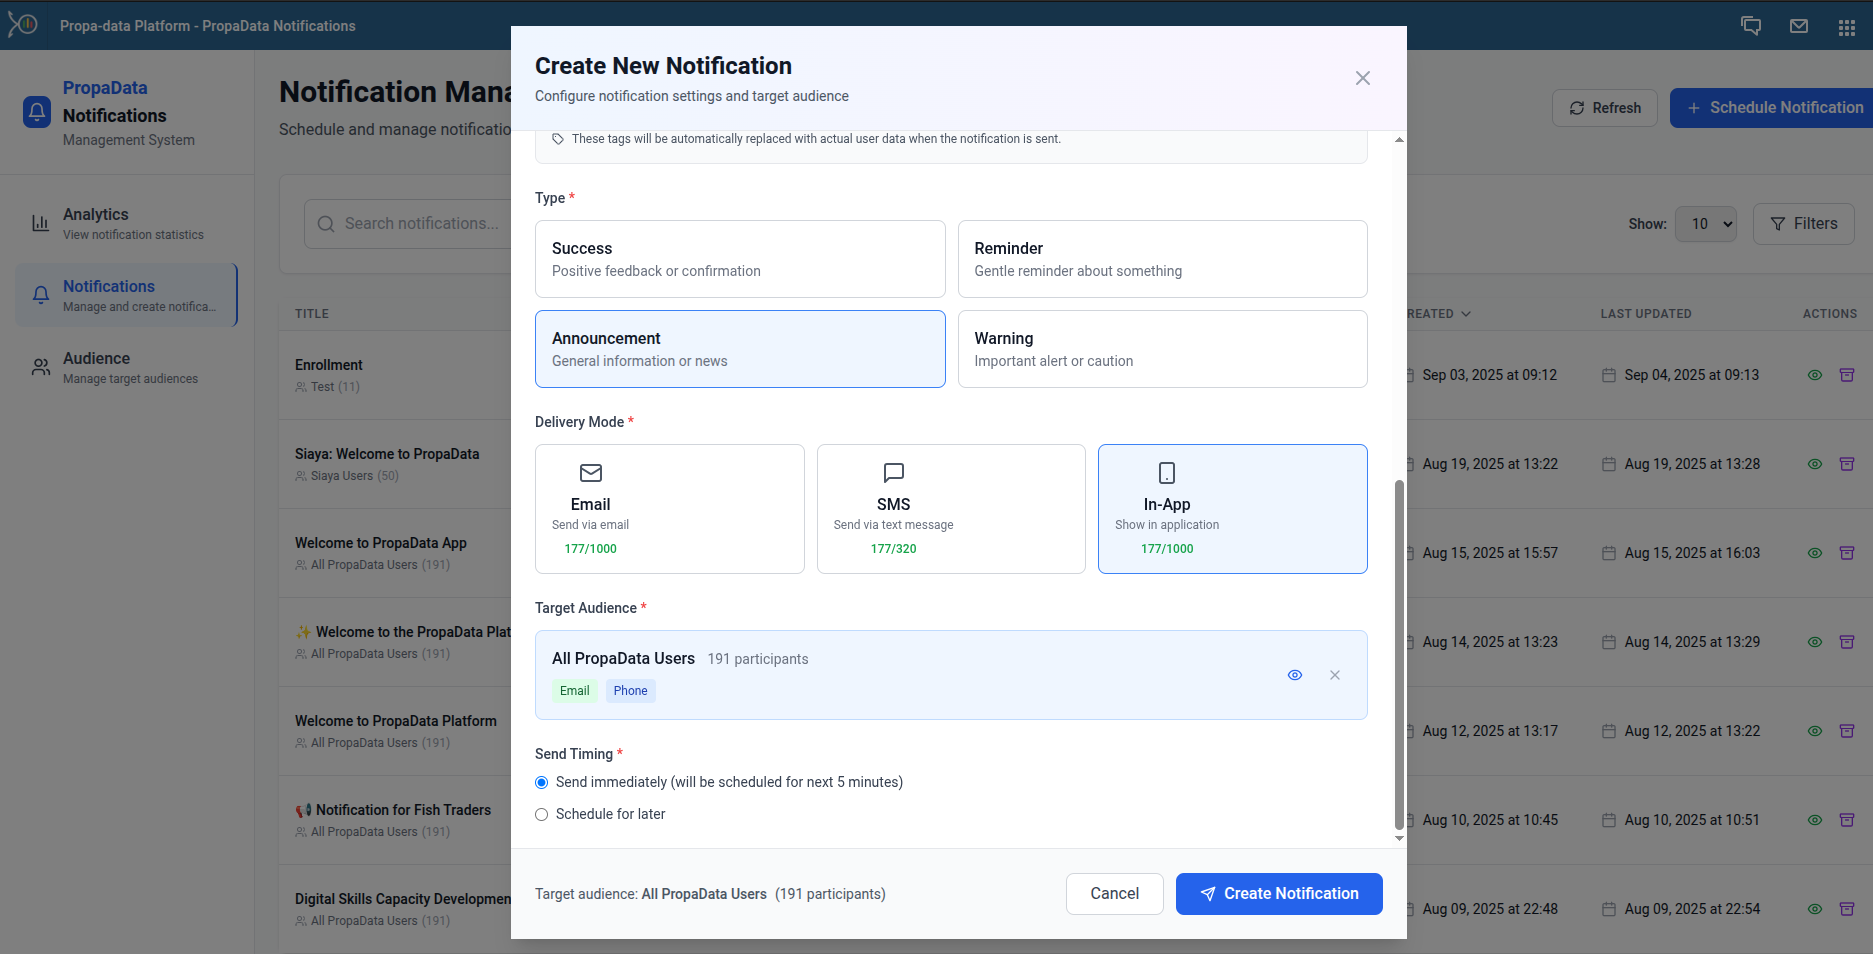 Propa-data Platform - PropaData Notifications
PropaData
Notifications
Management System
Analytics
View notification statistics
Notifications
Manage and create notifica...
Audience
Manage target audiences
Notification Mana
Schedule and manage notificatio
Refresh
Schedule Notification
Search notifications...
Show:
10
Filters
TITLE
REATED
LAST UPDATED
ACTIONS
Enrollment
Test (11)
Sep 03, 2025 at 09:12
Sep 04, 2025 at 09:13
Siaya: Welcome to PropaData
Siaya Users (50)
Aug 19, 2025 at 13:22
Aug 19, 2025 at 13:28
Welcome to PropaData App
All PropaData Users (191)
Aug 15, 2025 at 15:57
Aug 15, 2025 at 16:03
✨ Welcome to the PropaData Plat
All PropaData Users (191)
Aug 14, 2025 at 13:23
Aug 14, 2025 at 13:29
Welcome to PropaData Platform
All PropaData Users (191)
Aug 12, 2025 at 13:17
Aug 12, 2025 at 13:22
📢 Notification for Fish Traders
All PropaData Users (191)
Aug 10, 2025 at 10:45
Aug 10, 2025 at 10:51
Digital Skills Capacity Developmen
All PropaData Users (191)
Aug 09, 2025 at 22:48
Aug 09, 2025 at 22:54
Create New Notification
Configure notification settings and target audience
These tags will be automatically replaced with actual user data when the notification is sent.
Type *
Success
Positive feedback or confirmation
Reminder
Gentle reminder about something
Announcement
General information or news
Warning
Important alert or caution
Delivery Mode *
Email
Send via email
177/1000
SMS
Send via text message
177/320
In-App
Show in application
177/1000
Target Audience *
All PropaData Users 191 participants
Email Phone
Send Timing *
Send immediately (will be scheduled for next 5 minutes)
Schedule for later
Target audience: All PropaData Users (191 participants)
Cancel
Create Notification